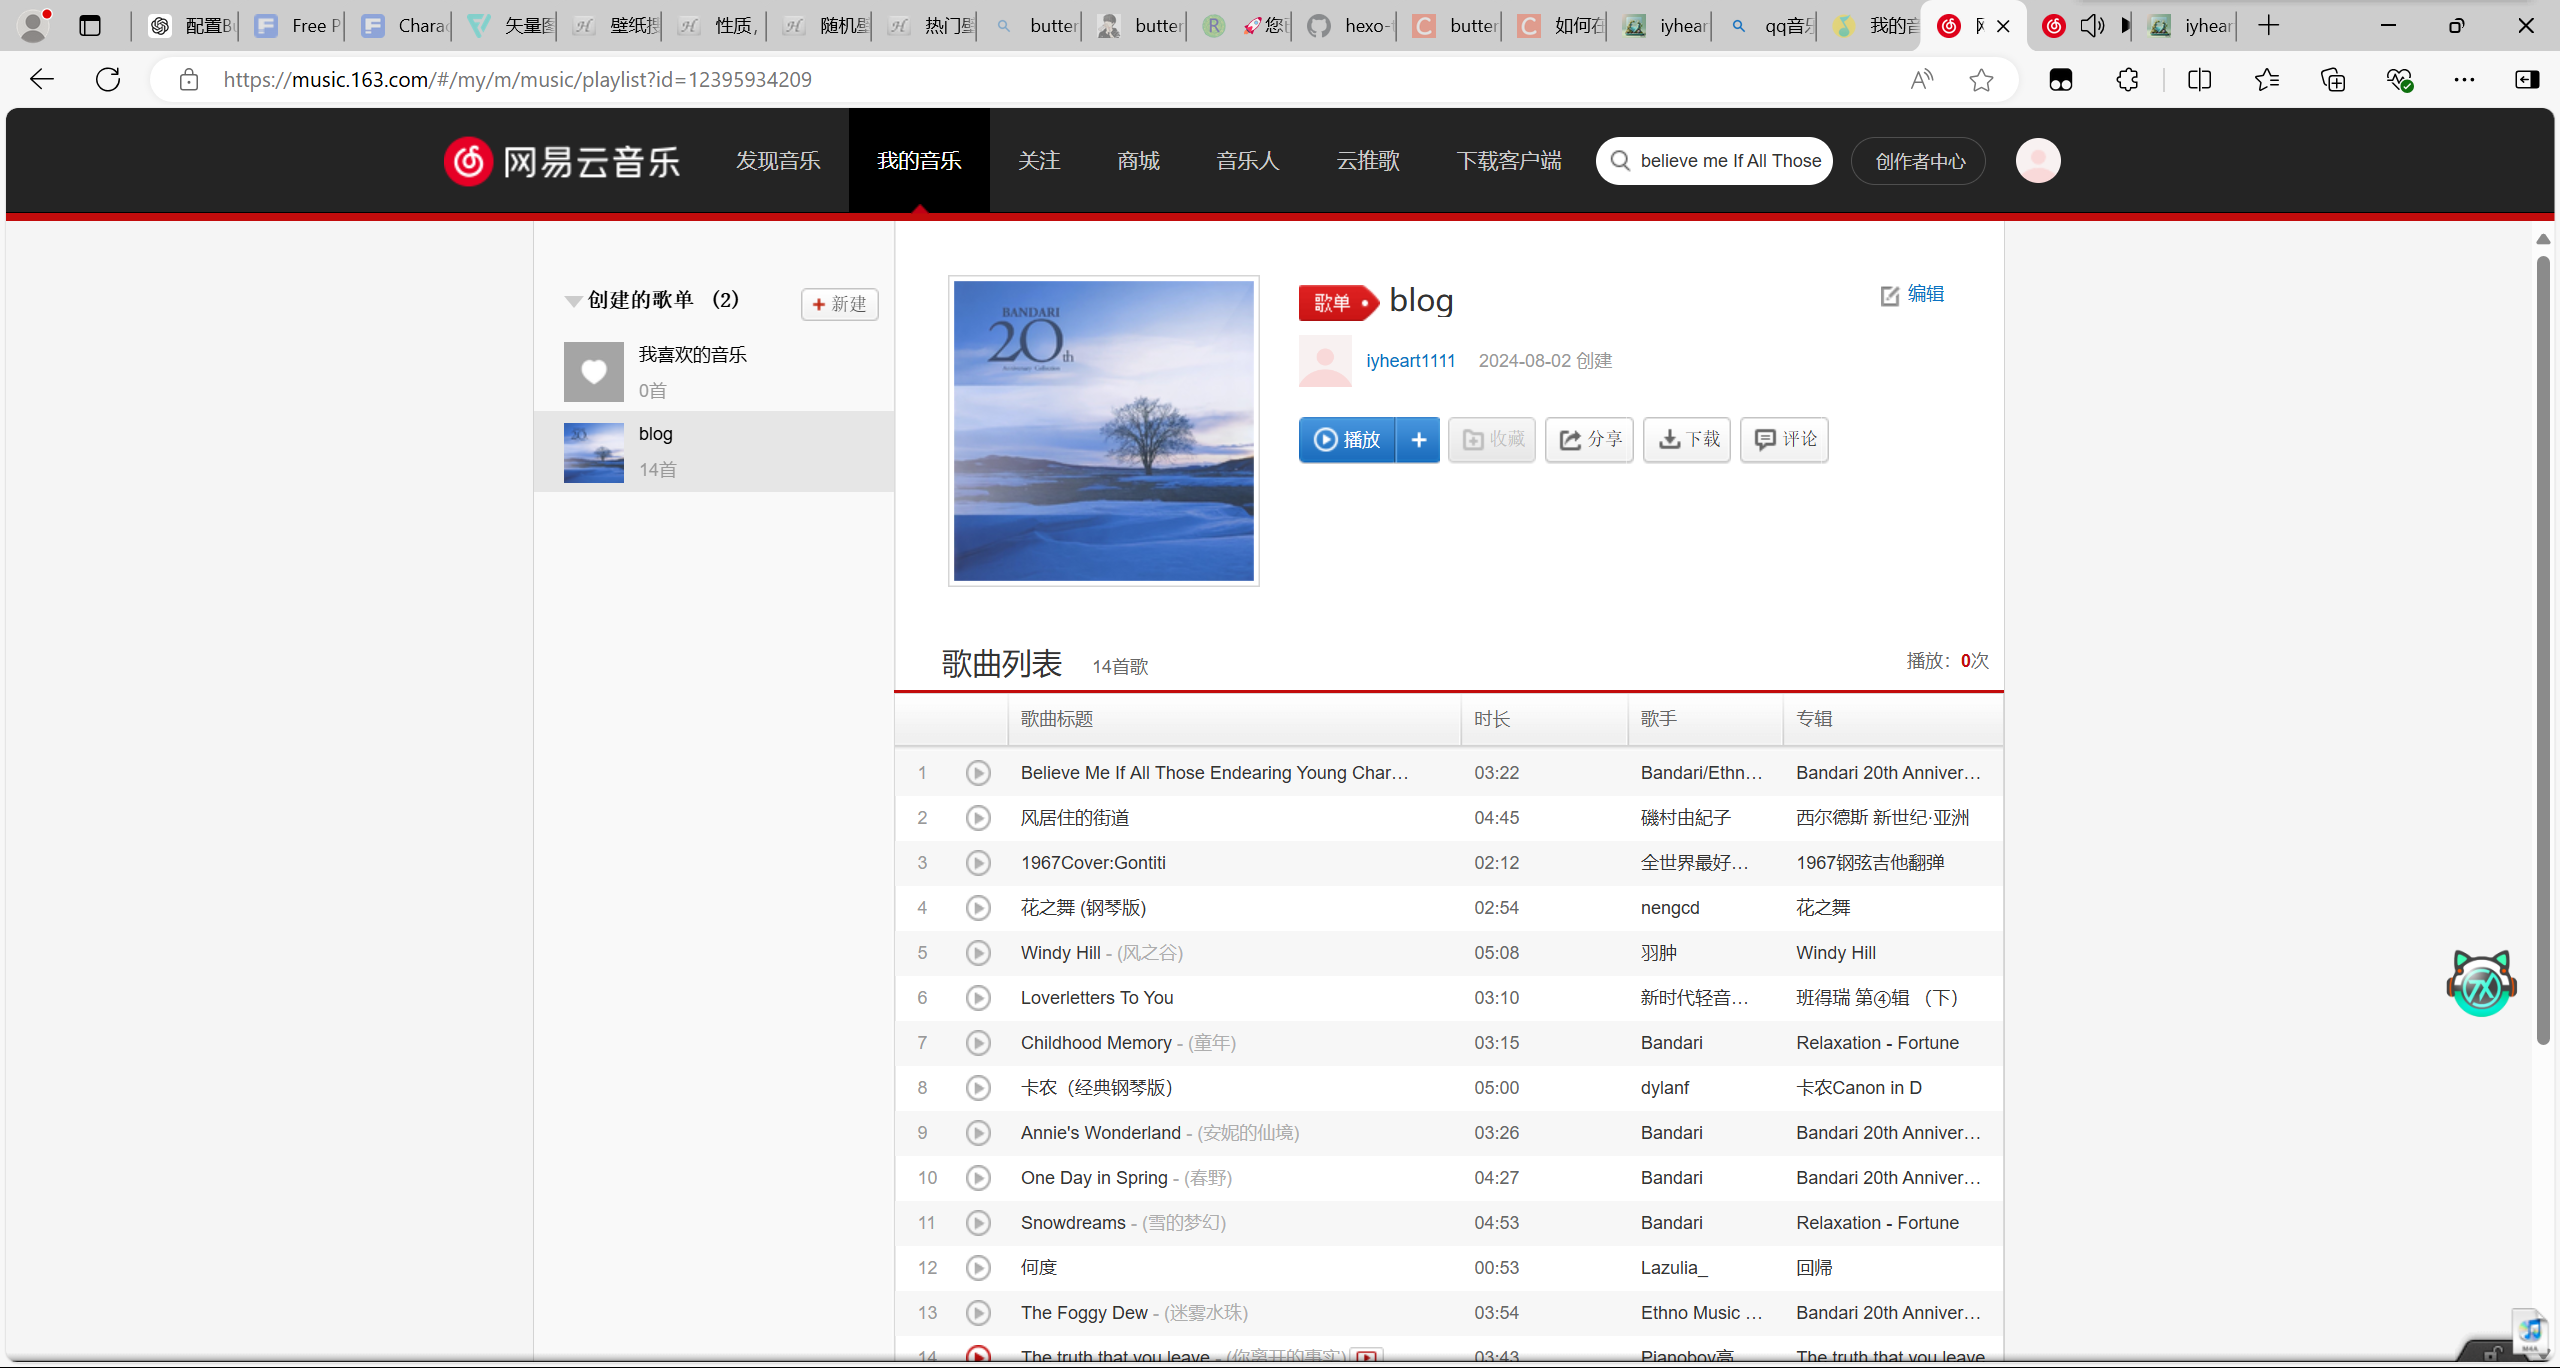 配置Bu
Free P
Charac
矢量图
壁纸搜
性质,
随机壁
热门壁
butter
butter
🚀您i
hexo-t
butter
如何在
iyhear
qq音乐
我的音
iyhear
https://music.163.com/#/my/m/music/playlist?id=12395934209
网易云音乐
发现音乐
我的音乐
关注
商城
音乐人
云推歌
下载客户端
believe me If All Those
创作者中心
创建的歌单 (2)
新建
我喜欢的音乐
0首
blog
14首
BANDARI
20th
Anniversary Collection
歌单 blog
编辑
iyheart1111 2024-08-02 创建
播放 + 收藏 分享 下载 评论
歌曲列表 14首歌 播放：0次
歌曲标题 时长 歌手 专辑
1 Believe Me If All Those Endearing Young Char… 03:22 Bandari/Ethn… Bandari 20th Anniver…
2 风居住的街道 04:45 磯村由紀子 西尔德斯 新世纪·亚洲
3 1967Cover:Gontiti 02:12 全世界最好… 1967钢弦吉他翻弹
4 花之舞 (钢琴版) 02:54 nengcd 花之舞
5 Windy Hill - (风之谷) 05:08 羽肿 Windy Hill
6 Loverletters To You 03:10 新时代轻音… 班得瑞 第④辑 （下）
7 Childhood Memory - (童年) 03:15 Bandari Relaxation - Fortune
8 卡农（经典钢琴版） 05:00 dylanf 卡农Canon in D
9 Annie's Wonderland - (安妮的仙境) 03:26 Bandari Bandari 20th Anniver…
10 One Day in Spring - (春野) 04:27 Bandari Bandari 20th Anniver…
11 Snowdreams - (雪的梦幻) 04:53 Bandari Relaxation - Fortune
12 何度 00:53 Lazulia_ 回帰
13 The Foggy Dew - (迷雾水珠) 03:54 Ethno Music … Bandari 20th Anniver…
14 The truth that you leave - (你离开的事实) 03:43 Pianoboy高… The truth that you leave